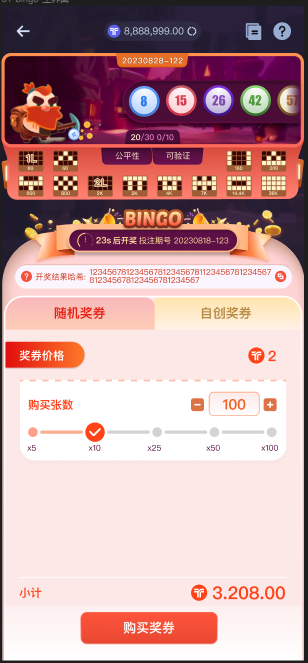 8,888,999.00
20230828-122
8 15 26 42
20/30 0/10
公平性 可验证
BINGO
23s 后开奖 投注期号 20230818-123
开奖结果哈希: 1234567812345678123456781123456781234567
8123456781234567812345678123​4567
随机奖券 自创奖券
奖券价格 2
购买张数 100
x5 x10 x25 x50 x100
小计 3.208.00
购买奖券